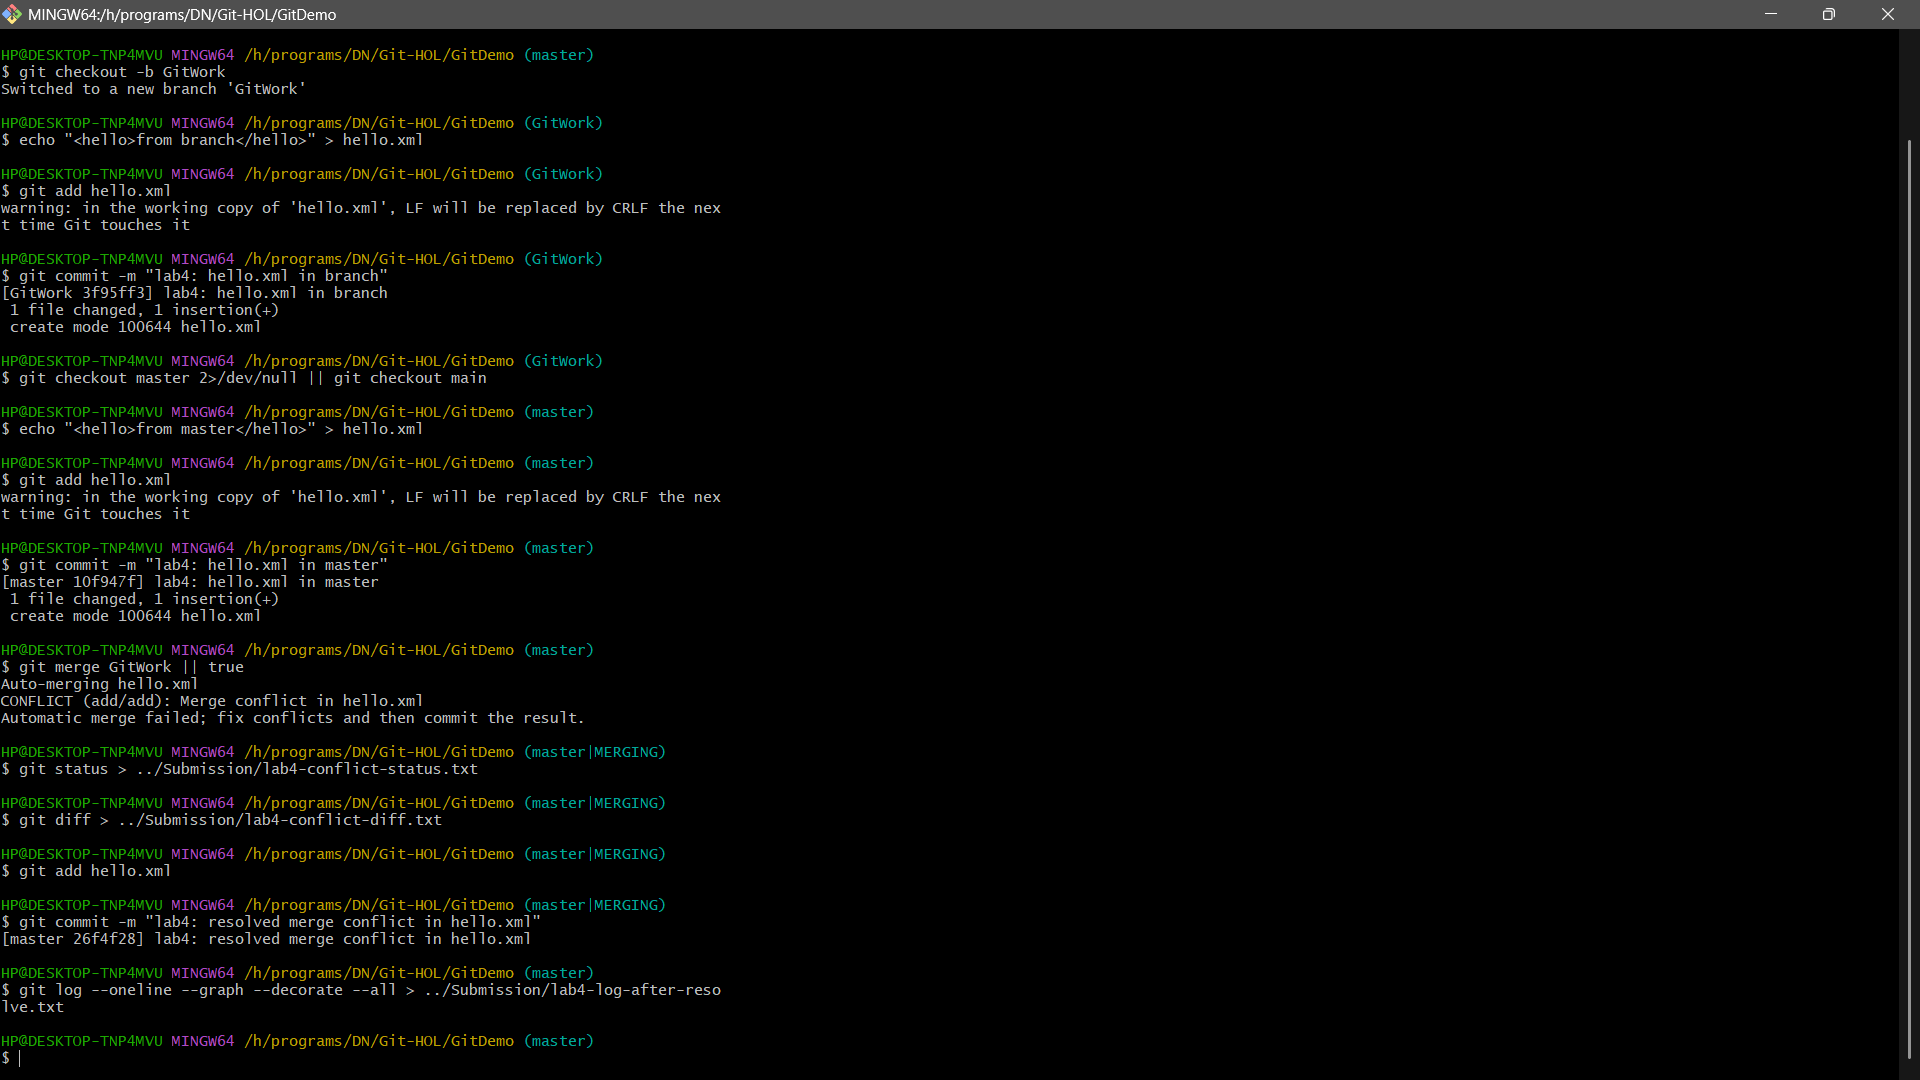 MINGW64:/h/programs/DN/Git-HOL/GitDemo
HP@DESKTOP-TNP4MVU MINGW64 /h/programs/DN/Git-HOL/GitDemo (master)
$ git checkout -b GitWork
Switched to a new branch 'GitWork'
HP@DESKTOP-TNP4MVU MINGW64 /h/programs/DN/Git-HOL/GitDemo (GitWork)
$ echo "<hello>from branch</hello>" > hello.xml
HP@DESKTOP-TNP4MVU MINGW64 /h/programs/DN/Git-HOL/GitDemo (GitWork)
$ git add hello.xml
warning: in the working copy of 'hello.xml', LF will be replaced by CRLF the nex
t time Git touches it
HP@DESKTOP-TNP4MVU MINGW64 /h/programs/DN/Git-HOL/GitDemo (GitWork)
$ git commit -m "lab4: hello.xml in branch"
[GitWork 3f95ff3] lab4: hello.xml in branch
 1 file changed, 1 insertion(+)
 create mode 100644 hello.xml
HP@DESKTOP-TNP4MVU MINGW64 /h/programs/DN/Git-HOL/GitDemo (GitWork)
$ git checkout master 2>/dev/null || git checkout main
HP@DESKTOP-TNP4MVU MINGW64 /h/programs/DN/Git-HOL/GitDemo (master)
$ echo "<hello>from master</hello>" > hello.xml
HP@DESKTOP-TNP4MVU MINGW64 /h/programs/DN/Git-HOL/GitDemo (master)
$ git add hello.xml
warning: in the working copy of 'hello.xml', LF will be replaced by CRLF the nex
t time Git touches it
HP@DESKTOP-TNP4MVU MINGW64 /h/programs/DN/Git-HOL/GitDemo (master)
$ git commit -m "lab4: hello.xml in master"
[master 10f947f] lab4: hello.xml in master
 1 file changed, 1 insertion(+)
 create mode 100644 hello.xml
HP@DESKTOP-TNP4MVU MINGW64 /h/programs/DN/Git-HOL/GitDemo (master)
$ git merge GitWork || true
Auto-merging hello.xml
CONFLICT (add/add): Merge conflict in hello.xml
Automatic merge failed; fix conflicts and then commit the result.
HP@DESKTOP-TNP4MVU MINGW64 /h/programs/DN/Git-HOL/GitDemo (master|MERGING)
$ git status > ../Submission/lab4-conflict-status.txt
HP@DESKTOP-TNP4MVU MINGW64 /h/programs/DN/Git-HOL/GitDemo (master|MERGING)
$ git diff > ../Submission/lab4-conflict-diff.txt
HP@DESKTOP-TNP4MVU MINGW64 /h/programs/DN/Git-HOL/GitDemo (master|MERGING)
$ git add hello.xml
HP@DESKTOP-TNP4MVU MINGW64 /h/programs/DN/Git-HOL/GitDemo (master|MERGING)
$ git commit -m "lab4: resolved merge conflict in hello.xml"
[master 26f4f28] lab4: resolved merge conflict in hello.xml
HP@DESKTOP-TNP4MVU MINGW64 /h/programs/DN/Git-HOL/GitDemo (master)
$ git log --oneline --graph --decorate --all > ../Submission/lab4-log-after-reso
lve.txt
HP@DESKTOP-TNP4MVU MINGW64 /h/programs/DN/Git-HOL/GitDemo (master)
$